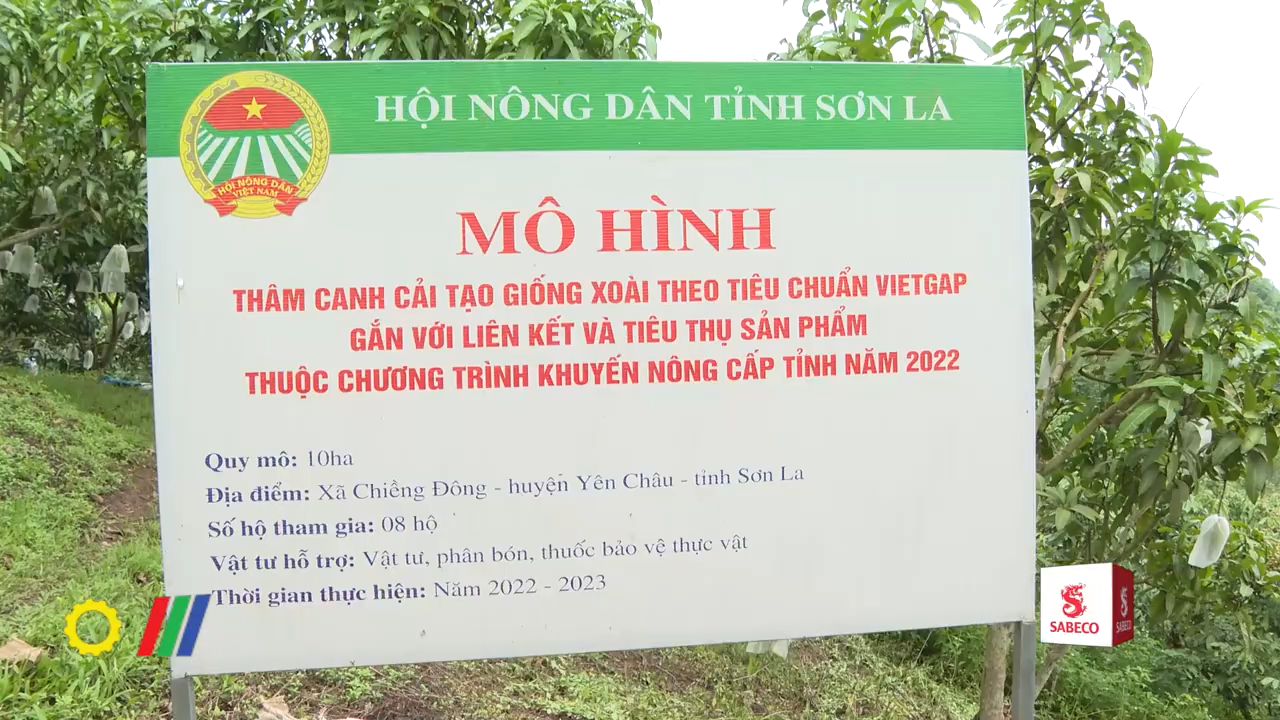 HỘI NÔNG DÂN TỈNH SƠN LA
HỘI NÔNG DÂN
VIỆT NAM
MÔ HÌNH
THÂM CANH CẢI TẠO GIỐNG XOÀI THEO TIÊU CHUẨN VIETGAP
GẮN VỚI LIÊN KẾT VÀ TIÊU THỤ SẢN PHẨM
THUỘC CHƯƠNG TRÌNH KHUYẾN NÔNG CẤP TỈNH NĂM 2022
Quy mô: 10ha
Địa điểm: Xã Chiềng Đông - huyện Yên Châu - tỉnh Sơn La
Số hộ tham gia: 08 hộ
Vật tư hỗ trợ: Vật tư, phân bón, thuốc bảo vệ thực vật
Thời gian thực hiện: Năm 2022 - 2023
SABECO
SABECO